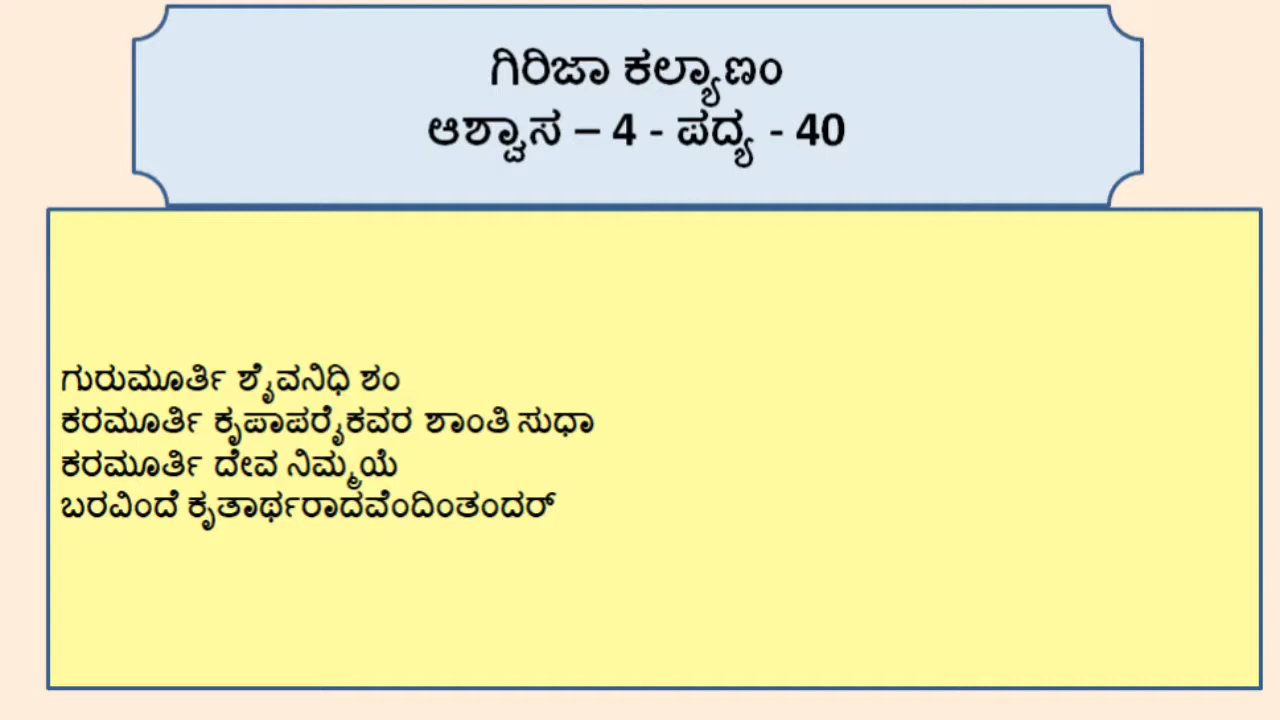 ಗಿರಿಜಾ ಕಲ್ಯಾಣಂ
ಆಶ್ವಾಸ – 4 - ಪದ್ಯ - 40
ಗುರುಮೂರ್ತಿ ಶೈವನಿಧಿ ಶಂ
ಕರಮೂರ್ತಿ ಕೃಪಾಪರೈಕವರ ಶಾಂತಿ ಸುಧಾ
ಕರಮೂರ್ತಿ ದೇವ ನಿಮ್ಮಯೆ
ಬರವಿಂದೆ ಕೃತಾರ್ಥರಾದವೆಂದಿಂತಂದರ್